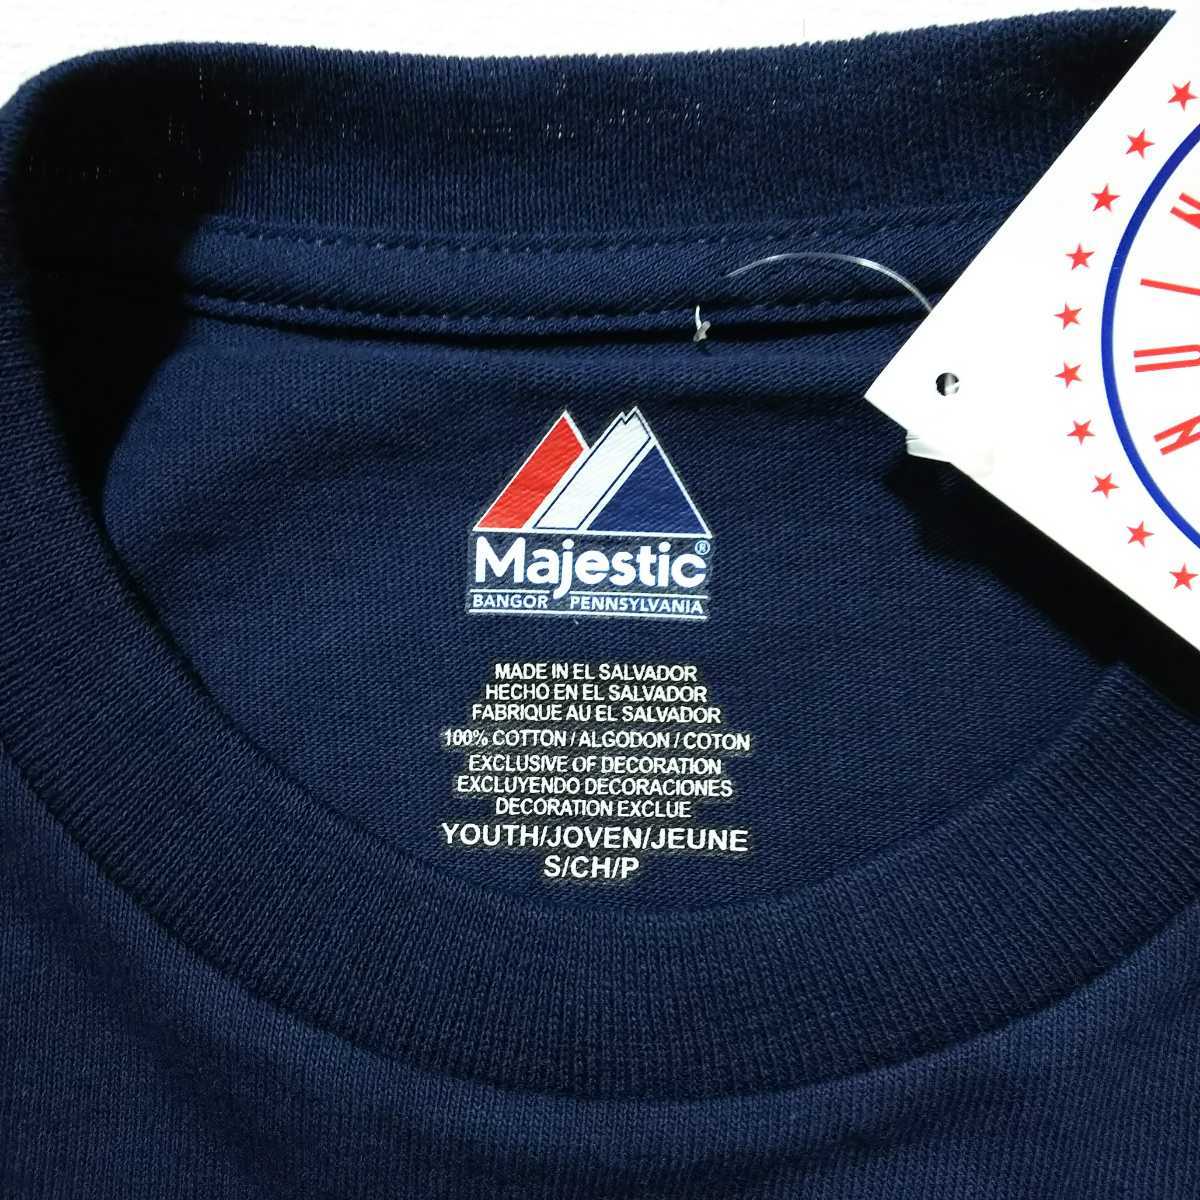 Majestic®
BANGOR PENNSYLVANIA
MADE IN EL SALVADOR
HECHO EN EL SALVADOR
FABRIQUE AU EL SALVADOR
100% COTTON / ALGODON / COTON
EXCLUSIVE OF DECORATION
EXCLUYENDO DECORACIONES
DECORATION EXCLUE
YOUTH/JOVEN/JEUNE
S/CH/P